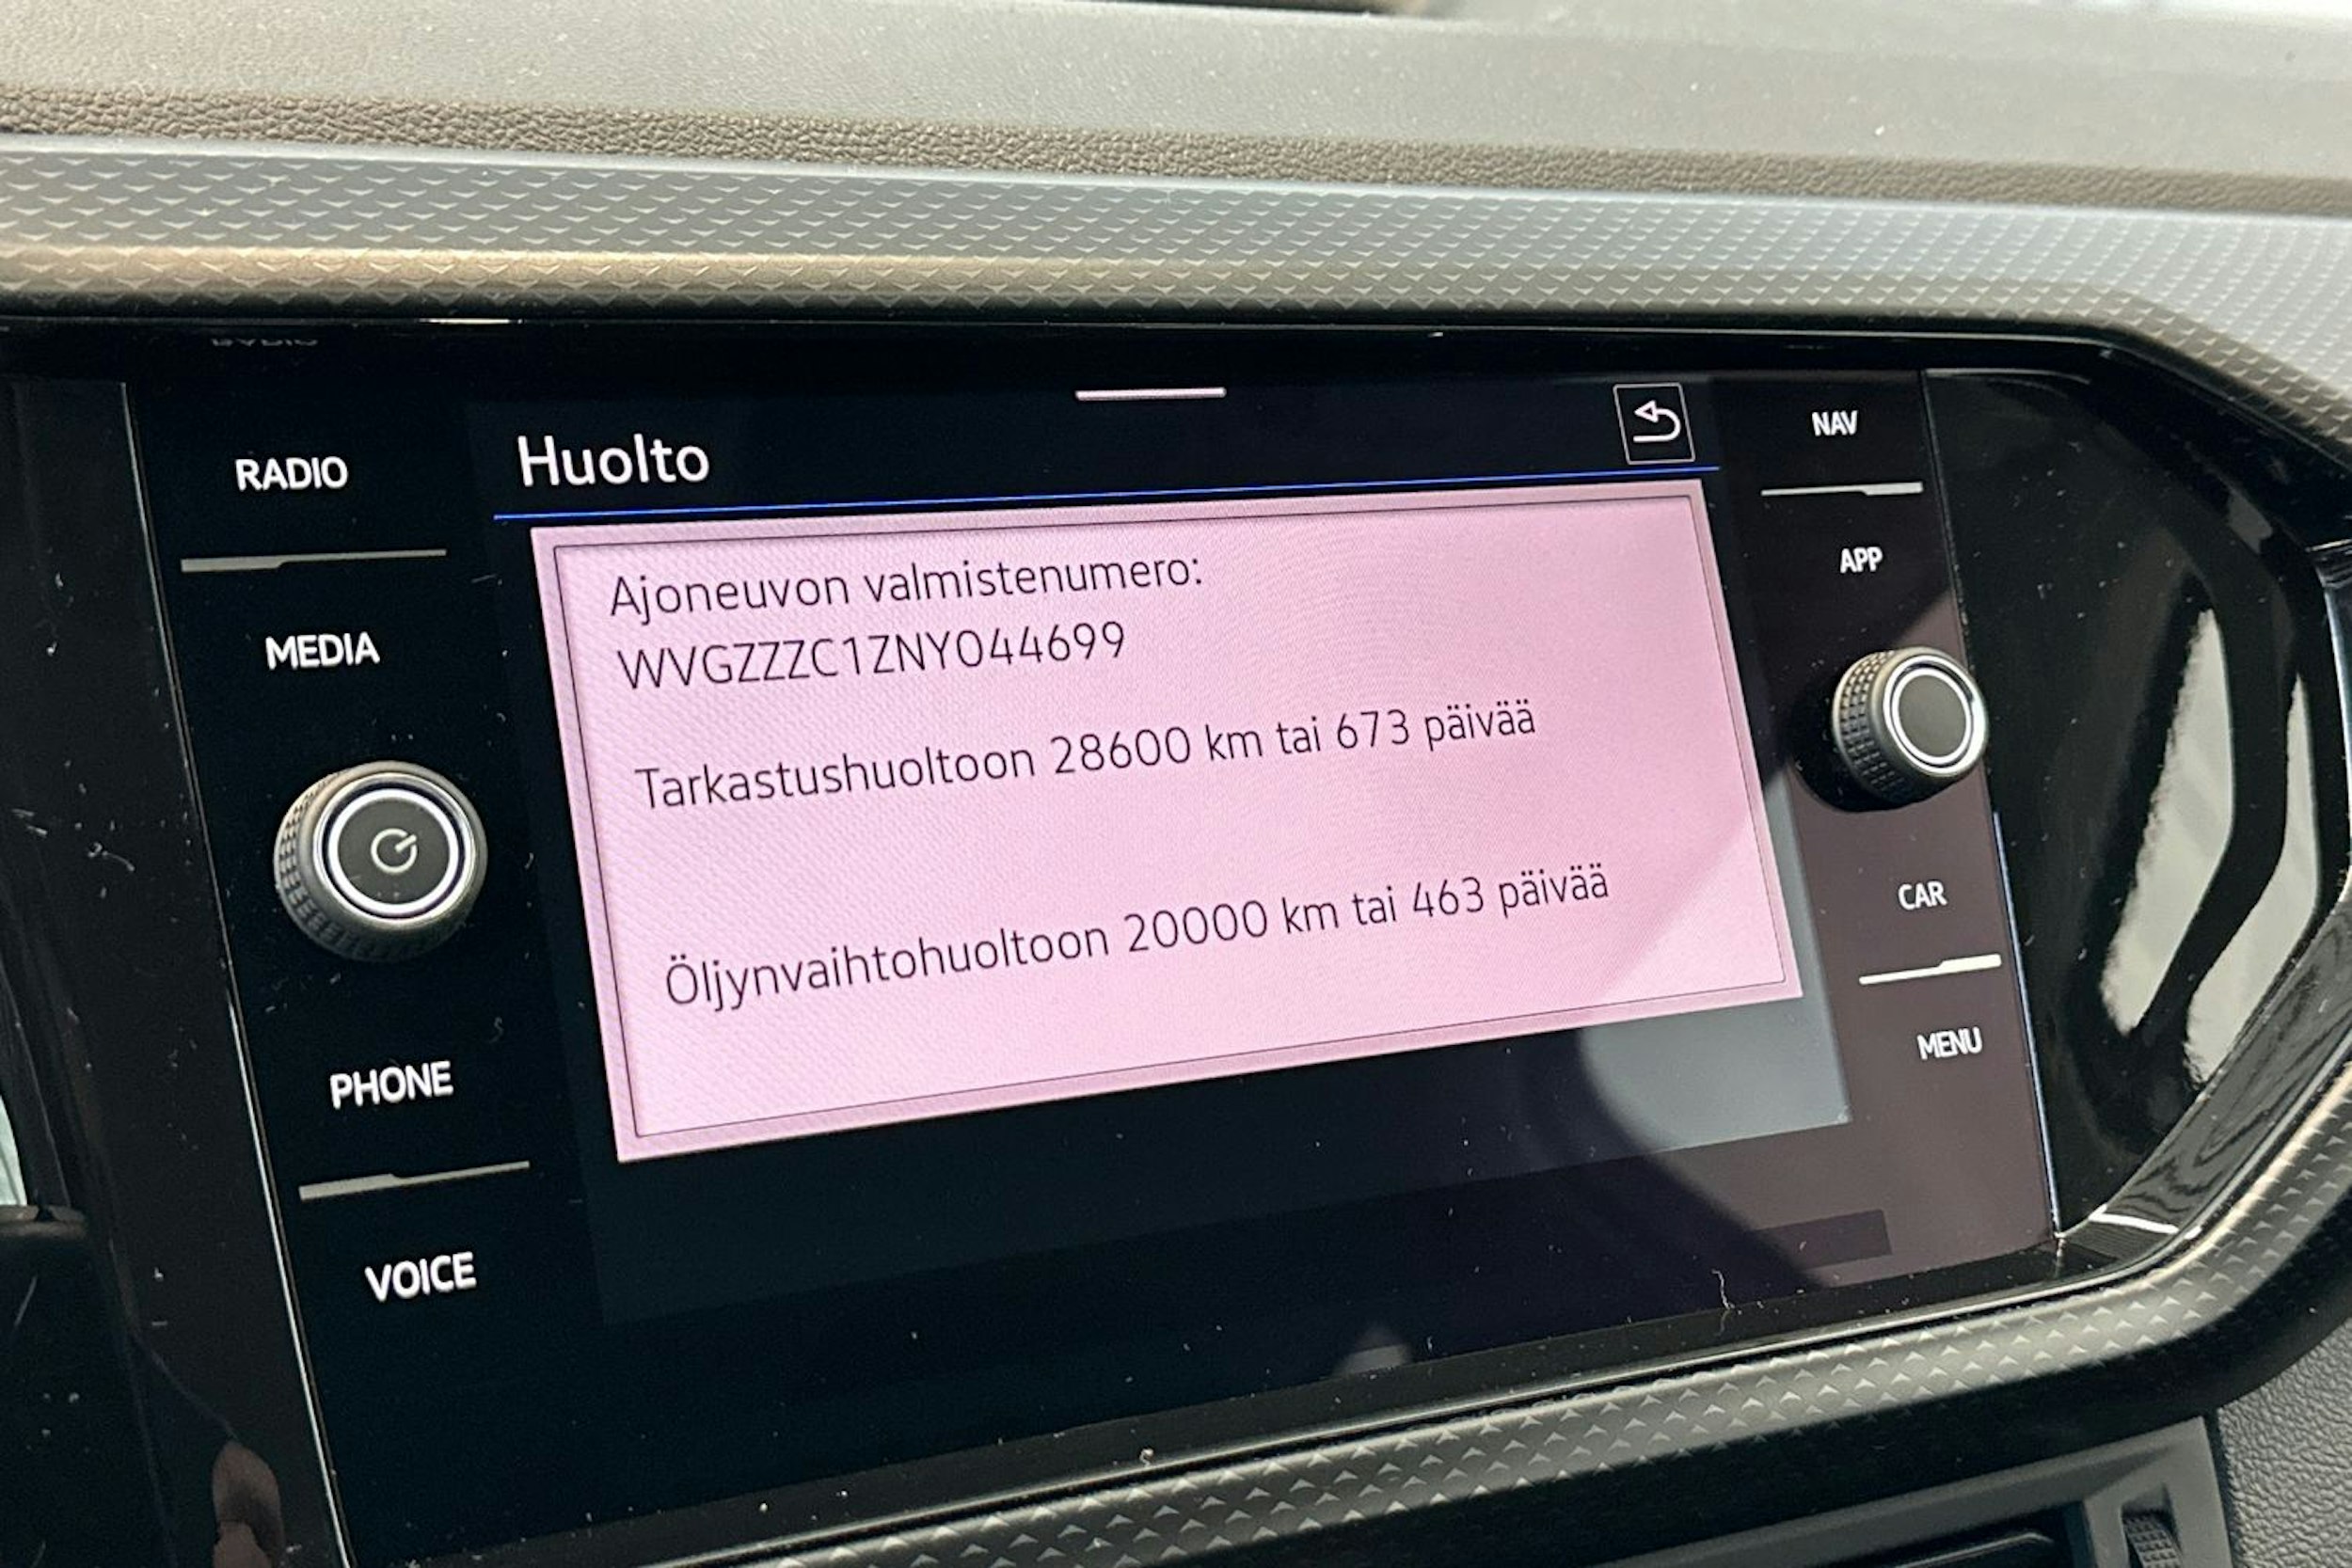 RADIO
MEDIA
PHONE
VOICE
Huolto
Ajoneuvon valmistenumero:
WVGZZZC1ZNY044699
Tarkastushuoltoon 28600 km tai 673 päivää
Öljynvaihtohuoltoon 20000 km tai 463 päivää
NAV
APP
CAR
MENU